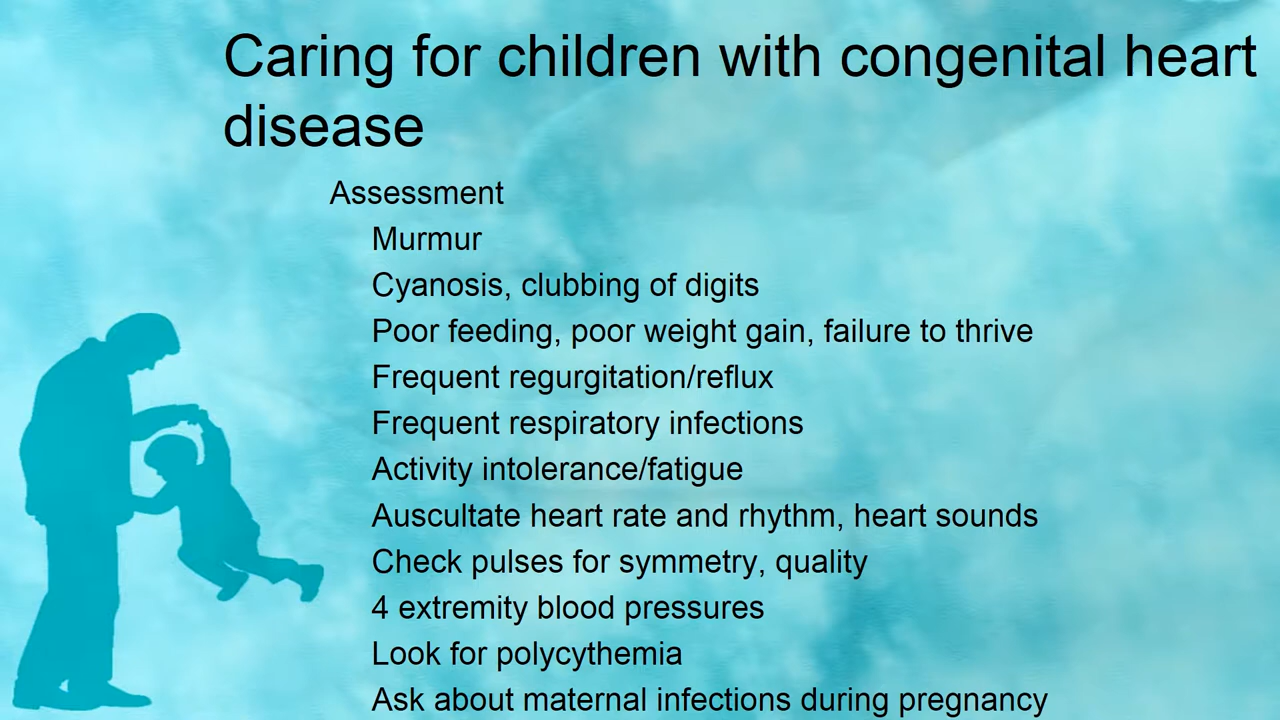 Caring for children with congenital heart
disease
Assessment
Murmur
Cyanosis, clubbing of digits
Poor feeding, poor weight gain, failure to thrive
Frequent regurgitation/reflux
Frequent respiratory infections
Activity intolerance/fatigue
Auscultate heart rate and rhythm, heart sounds
Check pulses for symmetry, quality
4 extremity blood pressures
Look for polycythemia
Ask about maternal infections during pregnancy